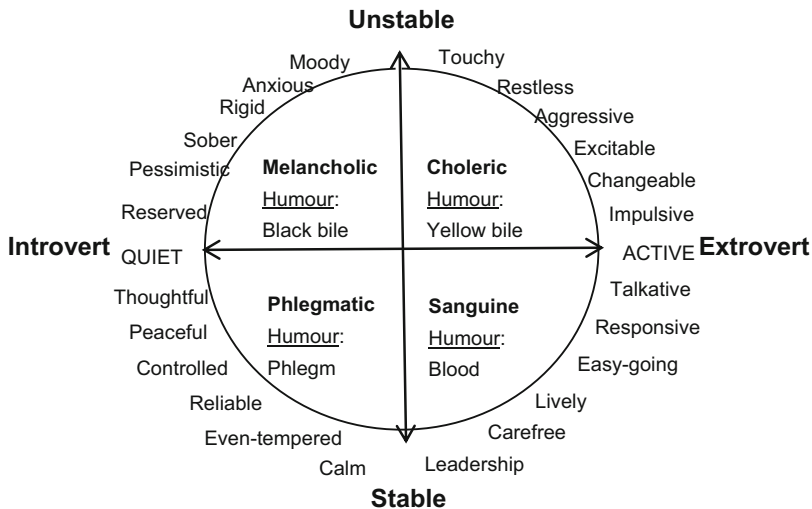 Unstable
Moody
Touchy
Anxious
Restless
Rigid
Aggressive
Sober
Excitable
Pessimistic
Melancholic
Choleric
Changeable
Humour:
Humour:
Reserved
Black bile
Yellow bile
Impulsive
Introvert
QUIET
ACTIVE
Extrovert
Thoughtful
Phlegmatic
Sanguine
Talkative
Peaceful
Humour:
Humour:
Responsive
Controlled
Phlegm
Blood
Easy-going
Reliable
Lively
Even-tempered
Carefree
Calm
Leadership
Stable